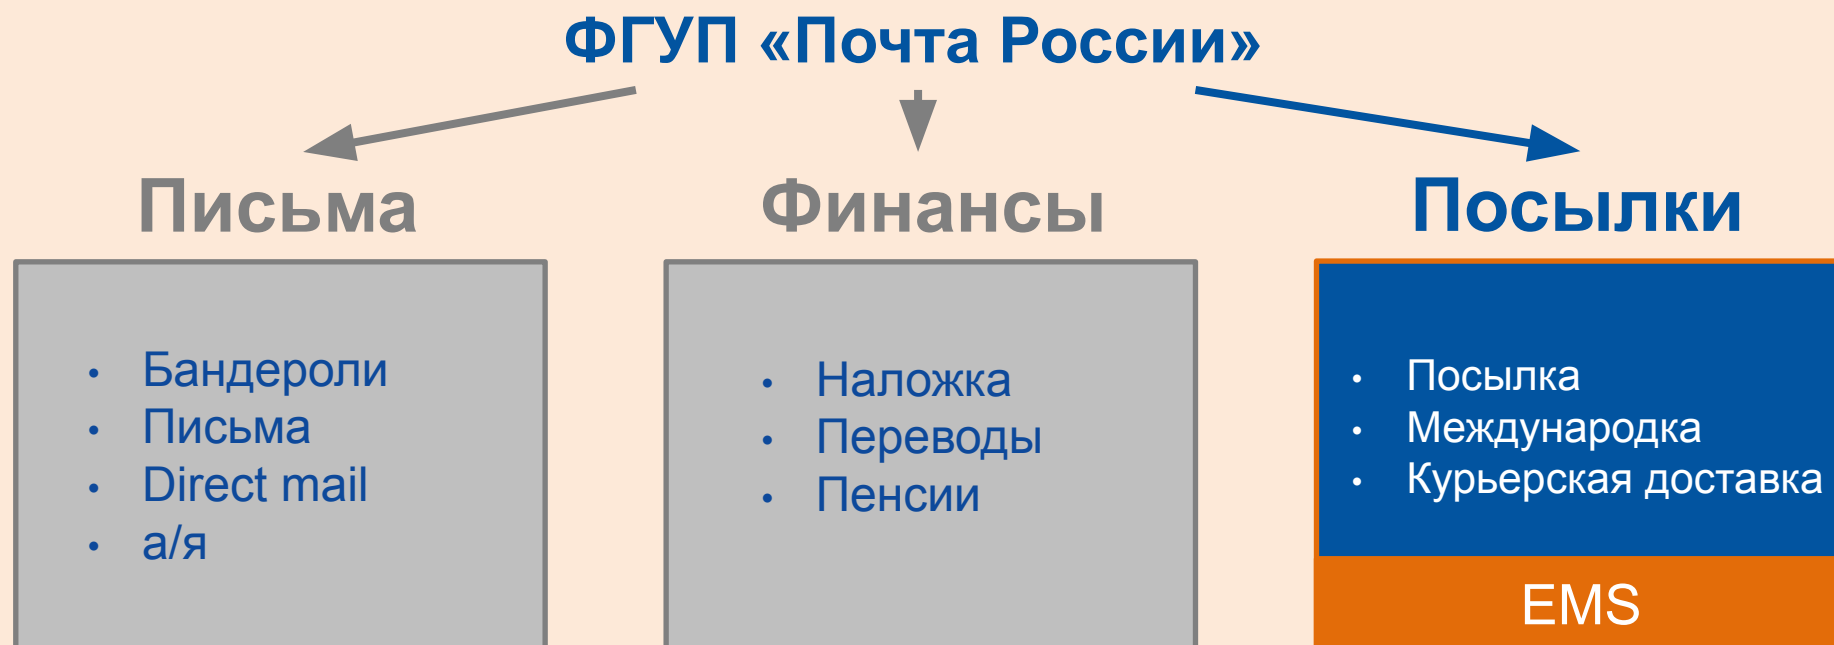 ФГУП «Почта России»
Письма
Финансы
Посылки
• Бандероли
• Письма
• Direct mail
• а/я
• Наложка
• Переводы
• Пенсии
• Посылка
• Международка
• Курьерская доставка
EMS